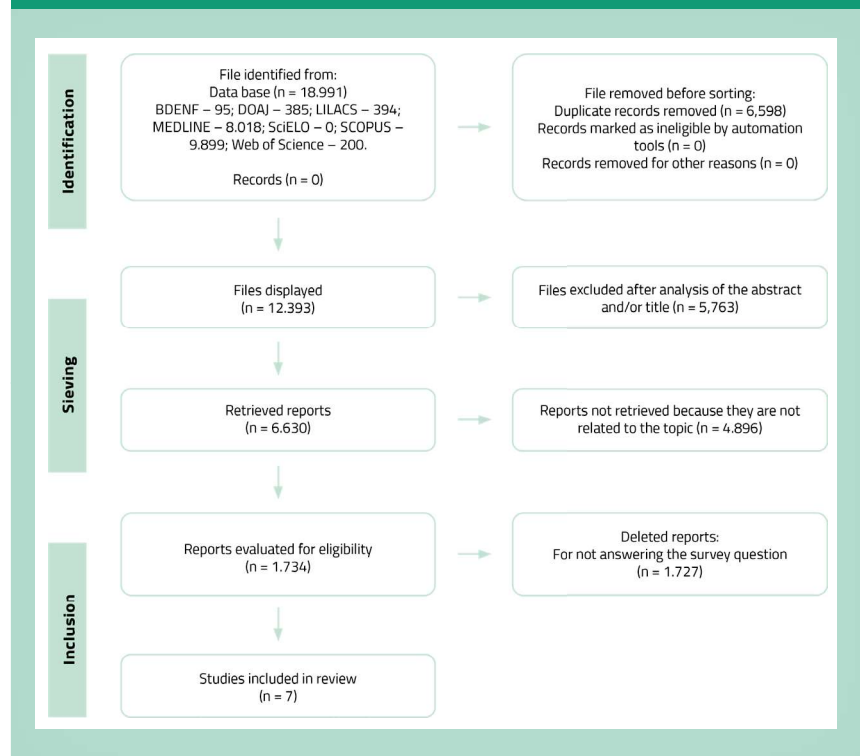 Identification
File identified from:
Data base (n = 18.991)
BDENF – 95; DOAJ – 385; LILACS – 394;
MEDLINE – 8.018; SciELO – 0; SCOPUS –
9.899; Web of Science – 200.
Records (n = 0)
File removed before sorting:
Duplicate records removed (n = 6,598)
Records marked as ineligible by automation
tools (n = 0)
Records removed for other reasons (n = 0)
Sieving
Files displayed
(n = 12.393)
Files excluded after analysis of the abstract
and/or title (n = 5,763)
Retrieved reports
(n = 6.630)
Reports not retrieved because they are not
related to the topic (n = 4.896)
Inclusion
Reports evaluated for eligibility
(n = 1.734)
Deleted reports:
For not answering the survey question
(n = 1.727)
Studies included in review
(n = 7)